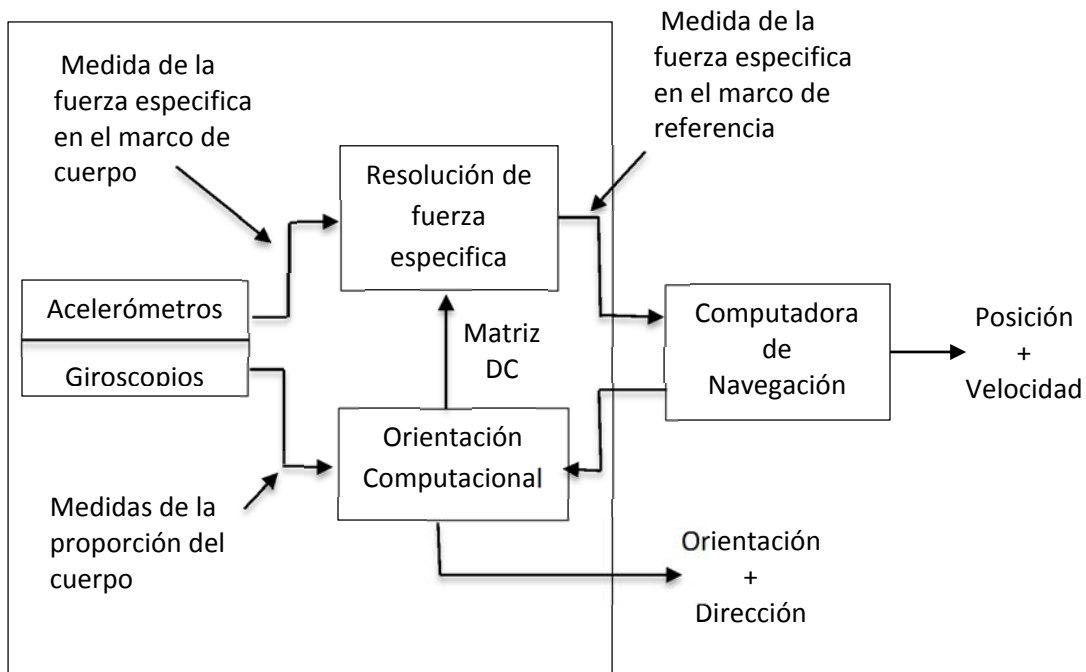 Medida de la
fuerza especifica
en el marco de
cuerpo
Medida de la
fuerza especifica
en el marco de
referencia
Resolución de
fuerza
especifica
Acelerómetros
Giroscopios
Matriz
DC
Computadora
de
Navegación
Posición
+
Velocidad
Orientación
Computacional
Medidas de la
proporción del
cuerpo
Orientación
+
Dirección